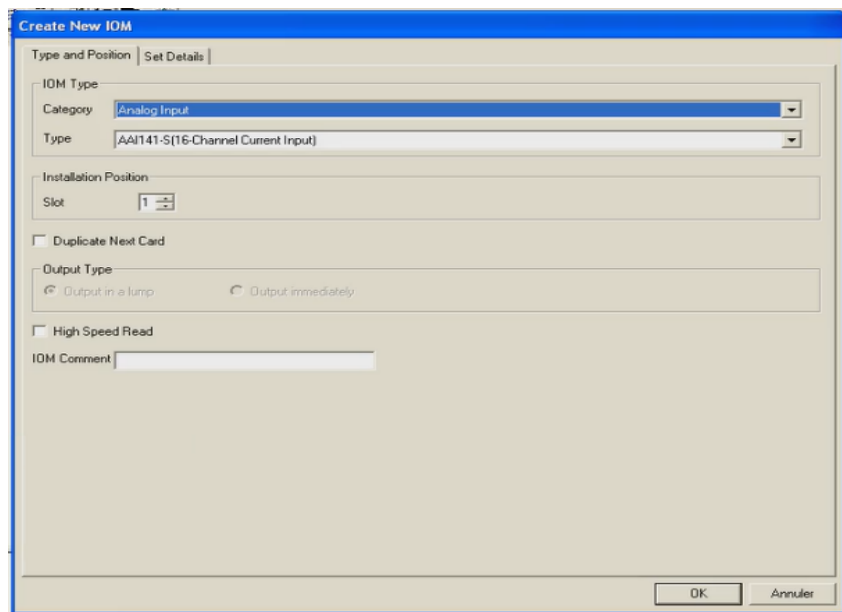 Create New IOM
Type and Position Set Details
IOM Type
Category Analog Input
Type AAI141-S(16-Channel Current Input)
Installation Position
Slot 1
Duplicate Next Card
Output Type
Output in a lump Output immediately
High Speed Read
IOM Comment
OK Annuler